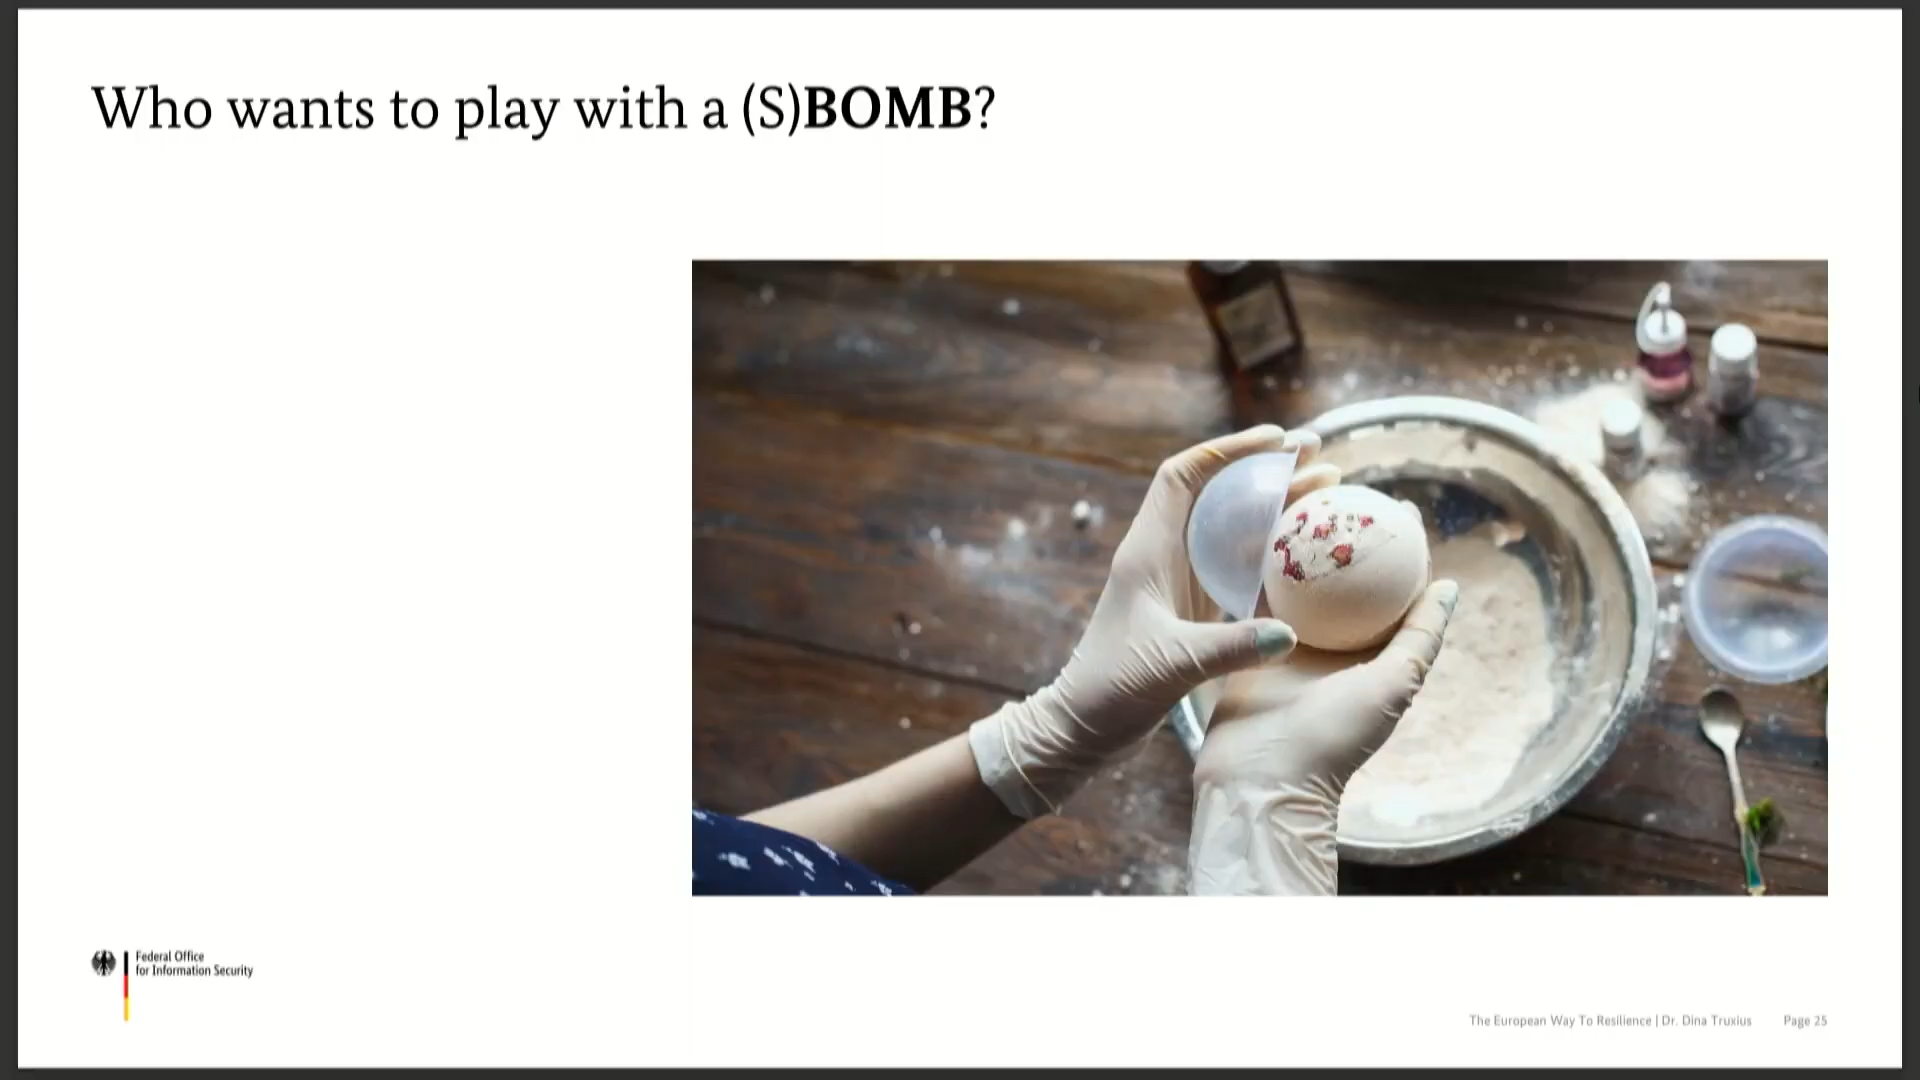 Who wants to play with a (S)BOMB?
Federal Office
for Information Security
The European Way To Resilience | Dr. Dina Truxius
Page 25